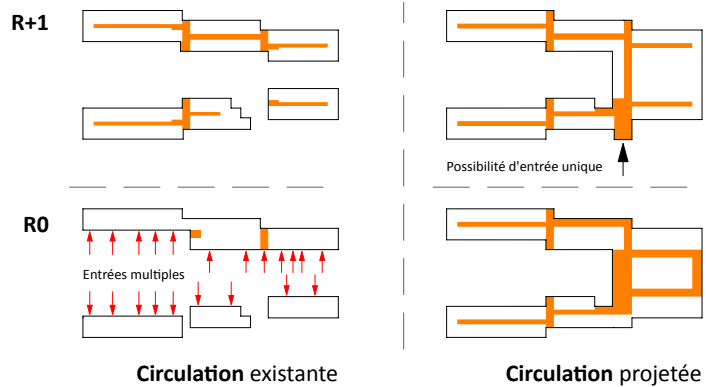 R+1
Possibilité d'entrée unique
R0
Entrées multiples
Circulation existante
Circulation projetée